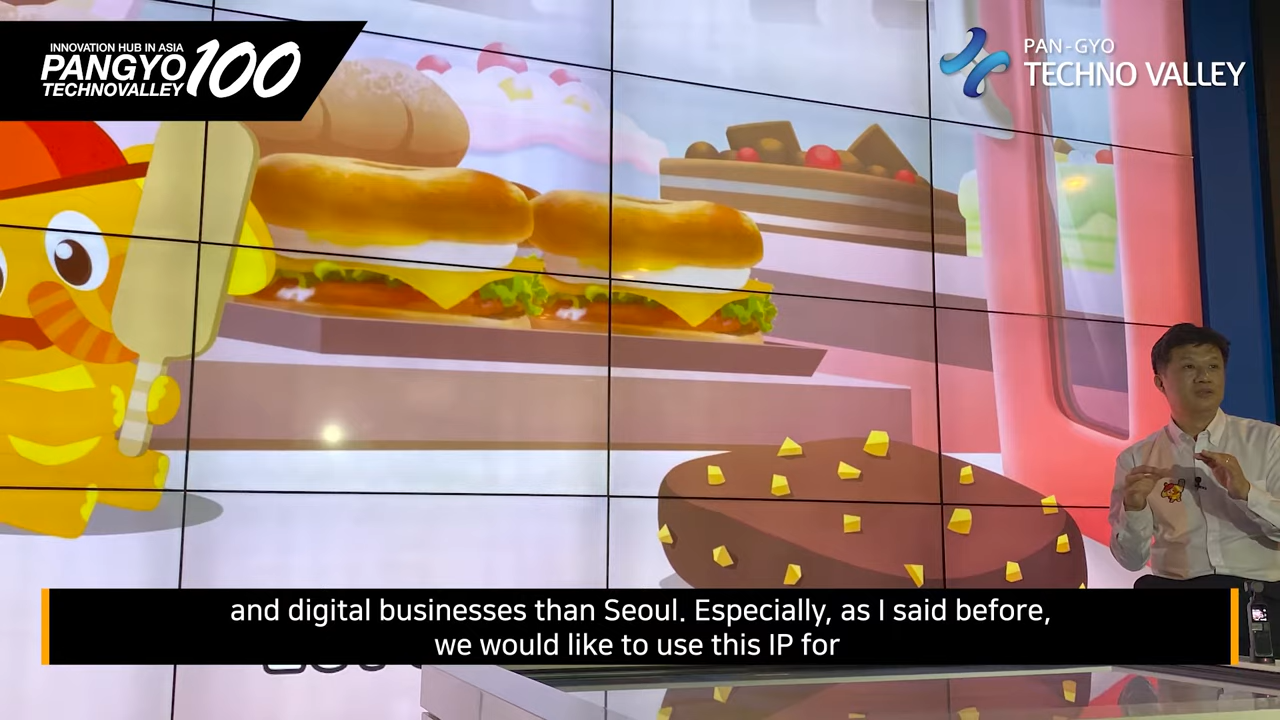 INNOVATION HUB IN ASIA
PANGYO
TECHNOVALLEY
100
PAN-GYO
TECHNO VALLEY
and digital businesses than Seoul. Especially, as I said before,
we would like to use this IP for